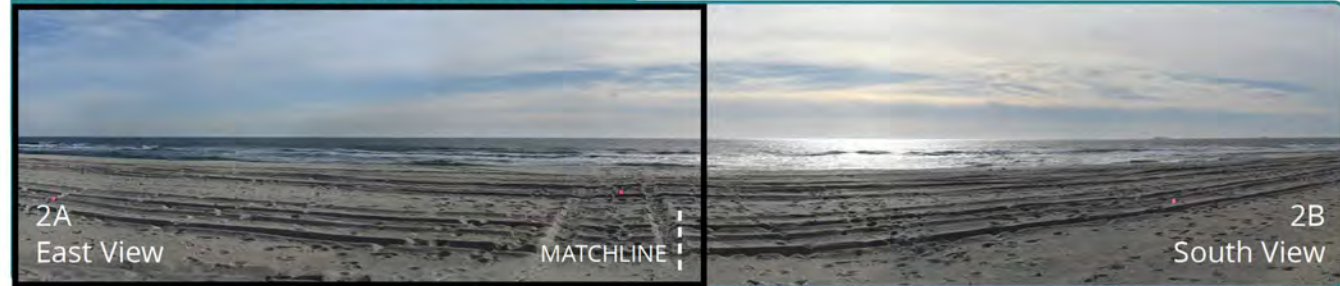 2A
East View
MATCHLINE
2B
South View